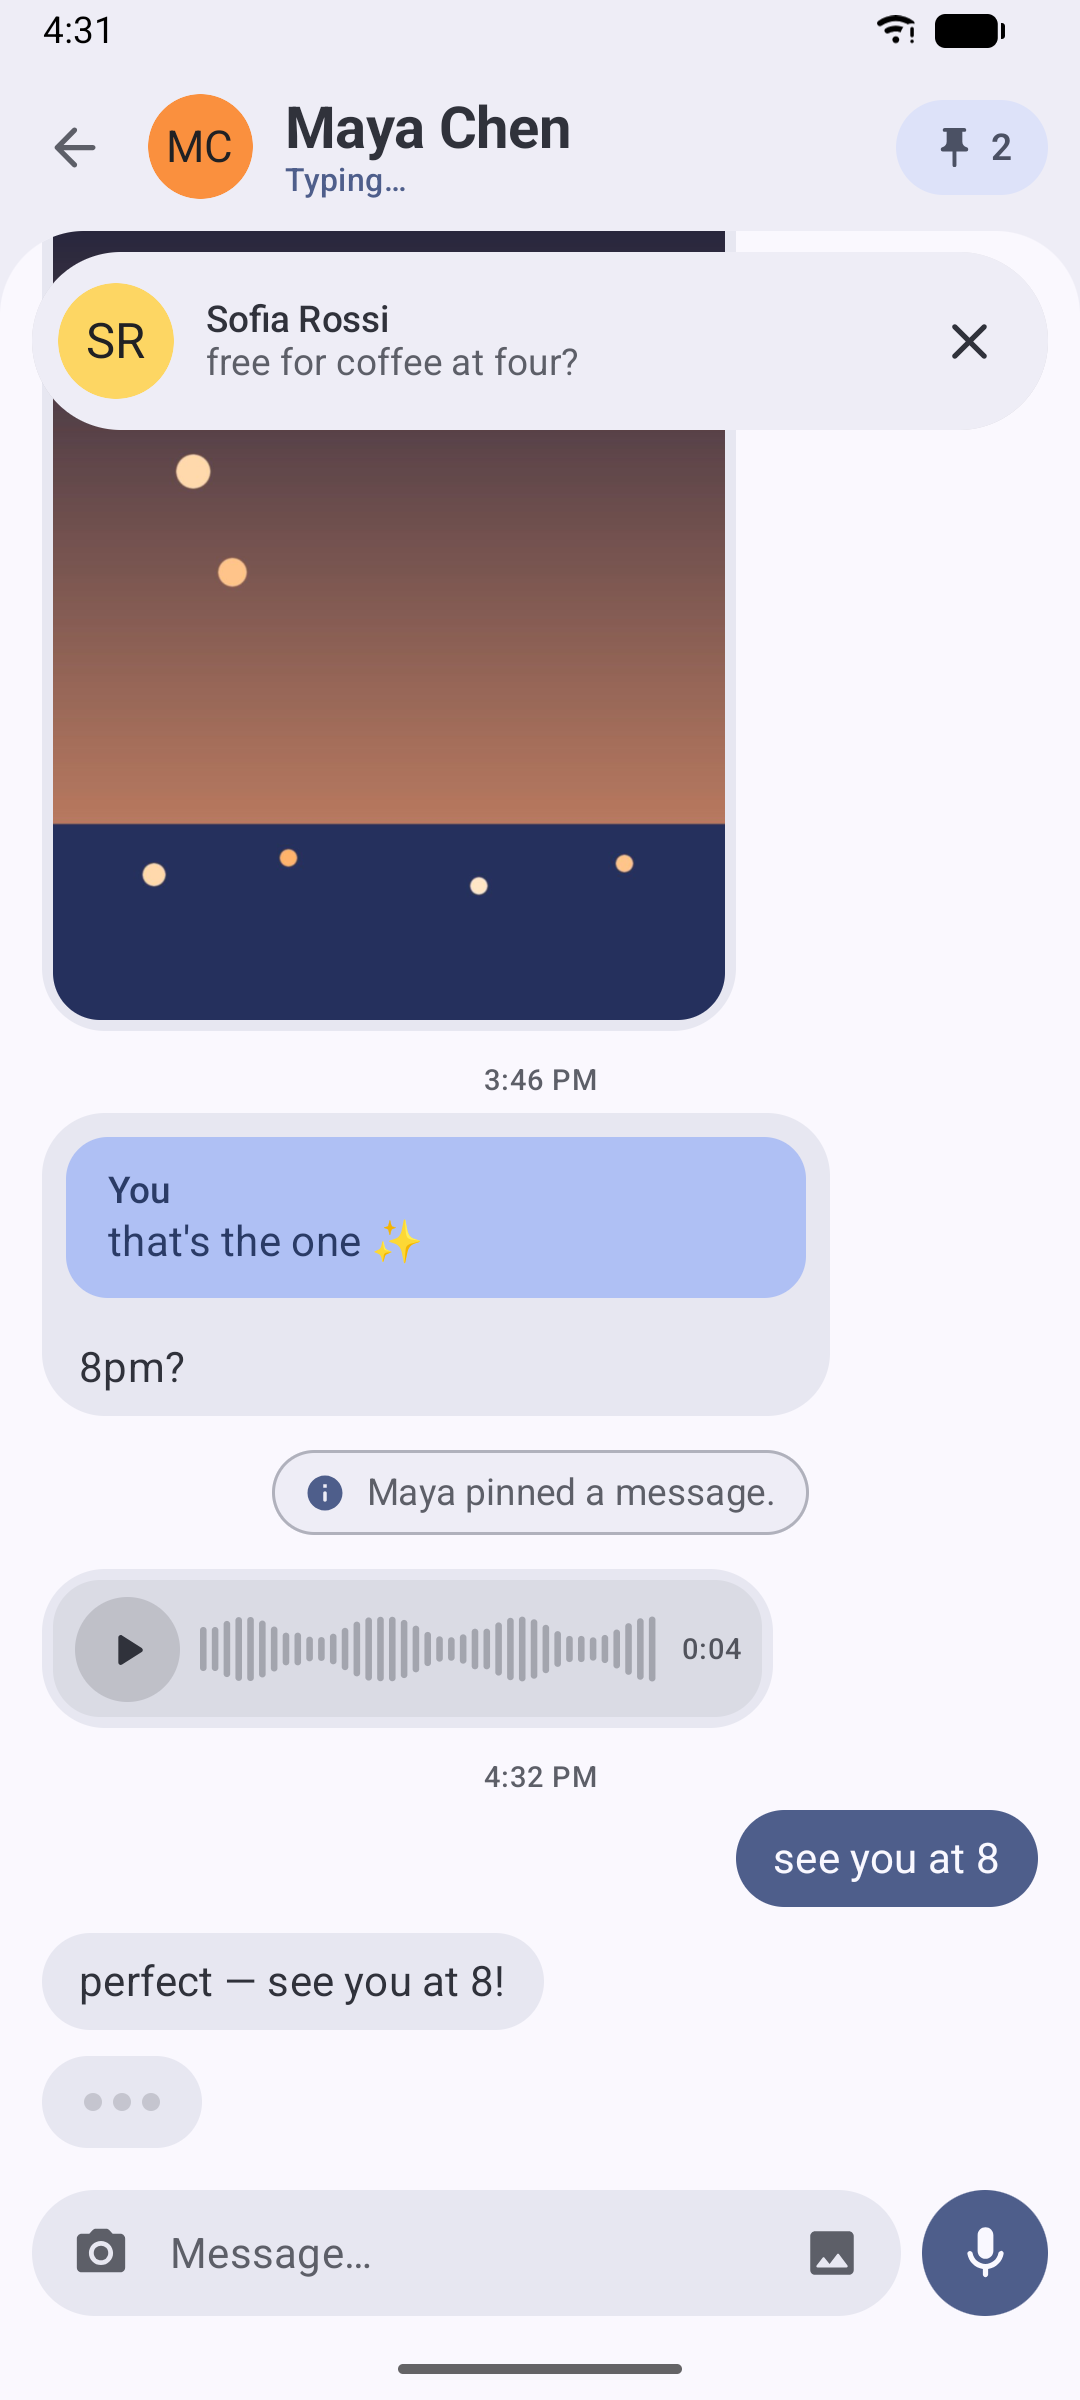 4:31
MC
Maya Chen
Typing…
2
SR
Sofia Rossi
free for coffee at four?
3:46 PM
You
that's the one ✨
8pm?
Maya pinned a message.
0:04
4:32 PM
see you at 8
perfect — see you at 8!
Message…